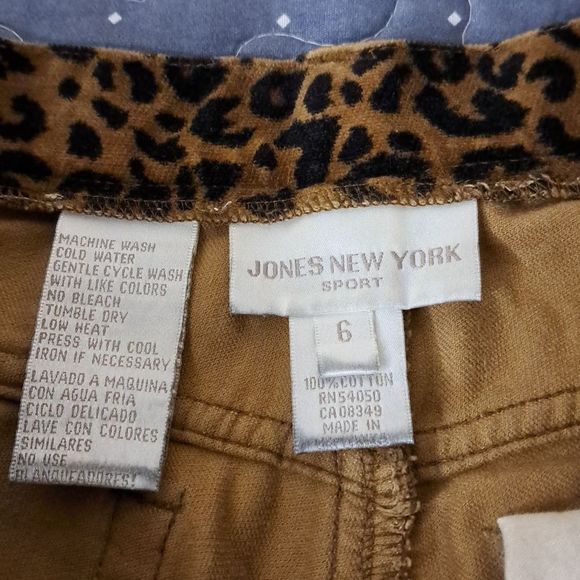 MACHINE WASH
COLD WATER
GENTLE CYCLE WASH
WITH LIKE COLORS
NO BLEACH
TUMBLE DRY
LOW HEAT
PRESS WITH COOL
IRON IF NECESSARY
LAVADO A MAQUINA
CON AGUA FRIA
CICLO DELICADO
LAVE CON COLORES
SIMILARES
NO USE
BLANQUEADORES!
JONES NEW YORK
SPORT
6
100% COTTON
RN54050
CA08349
MADE IN